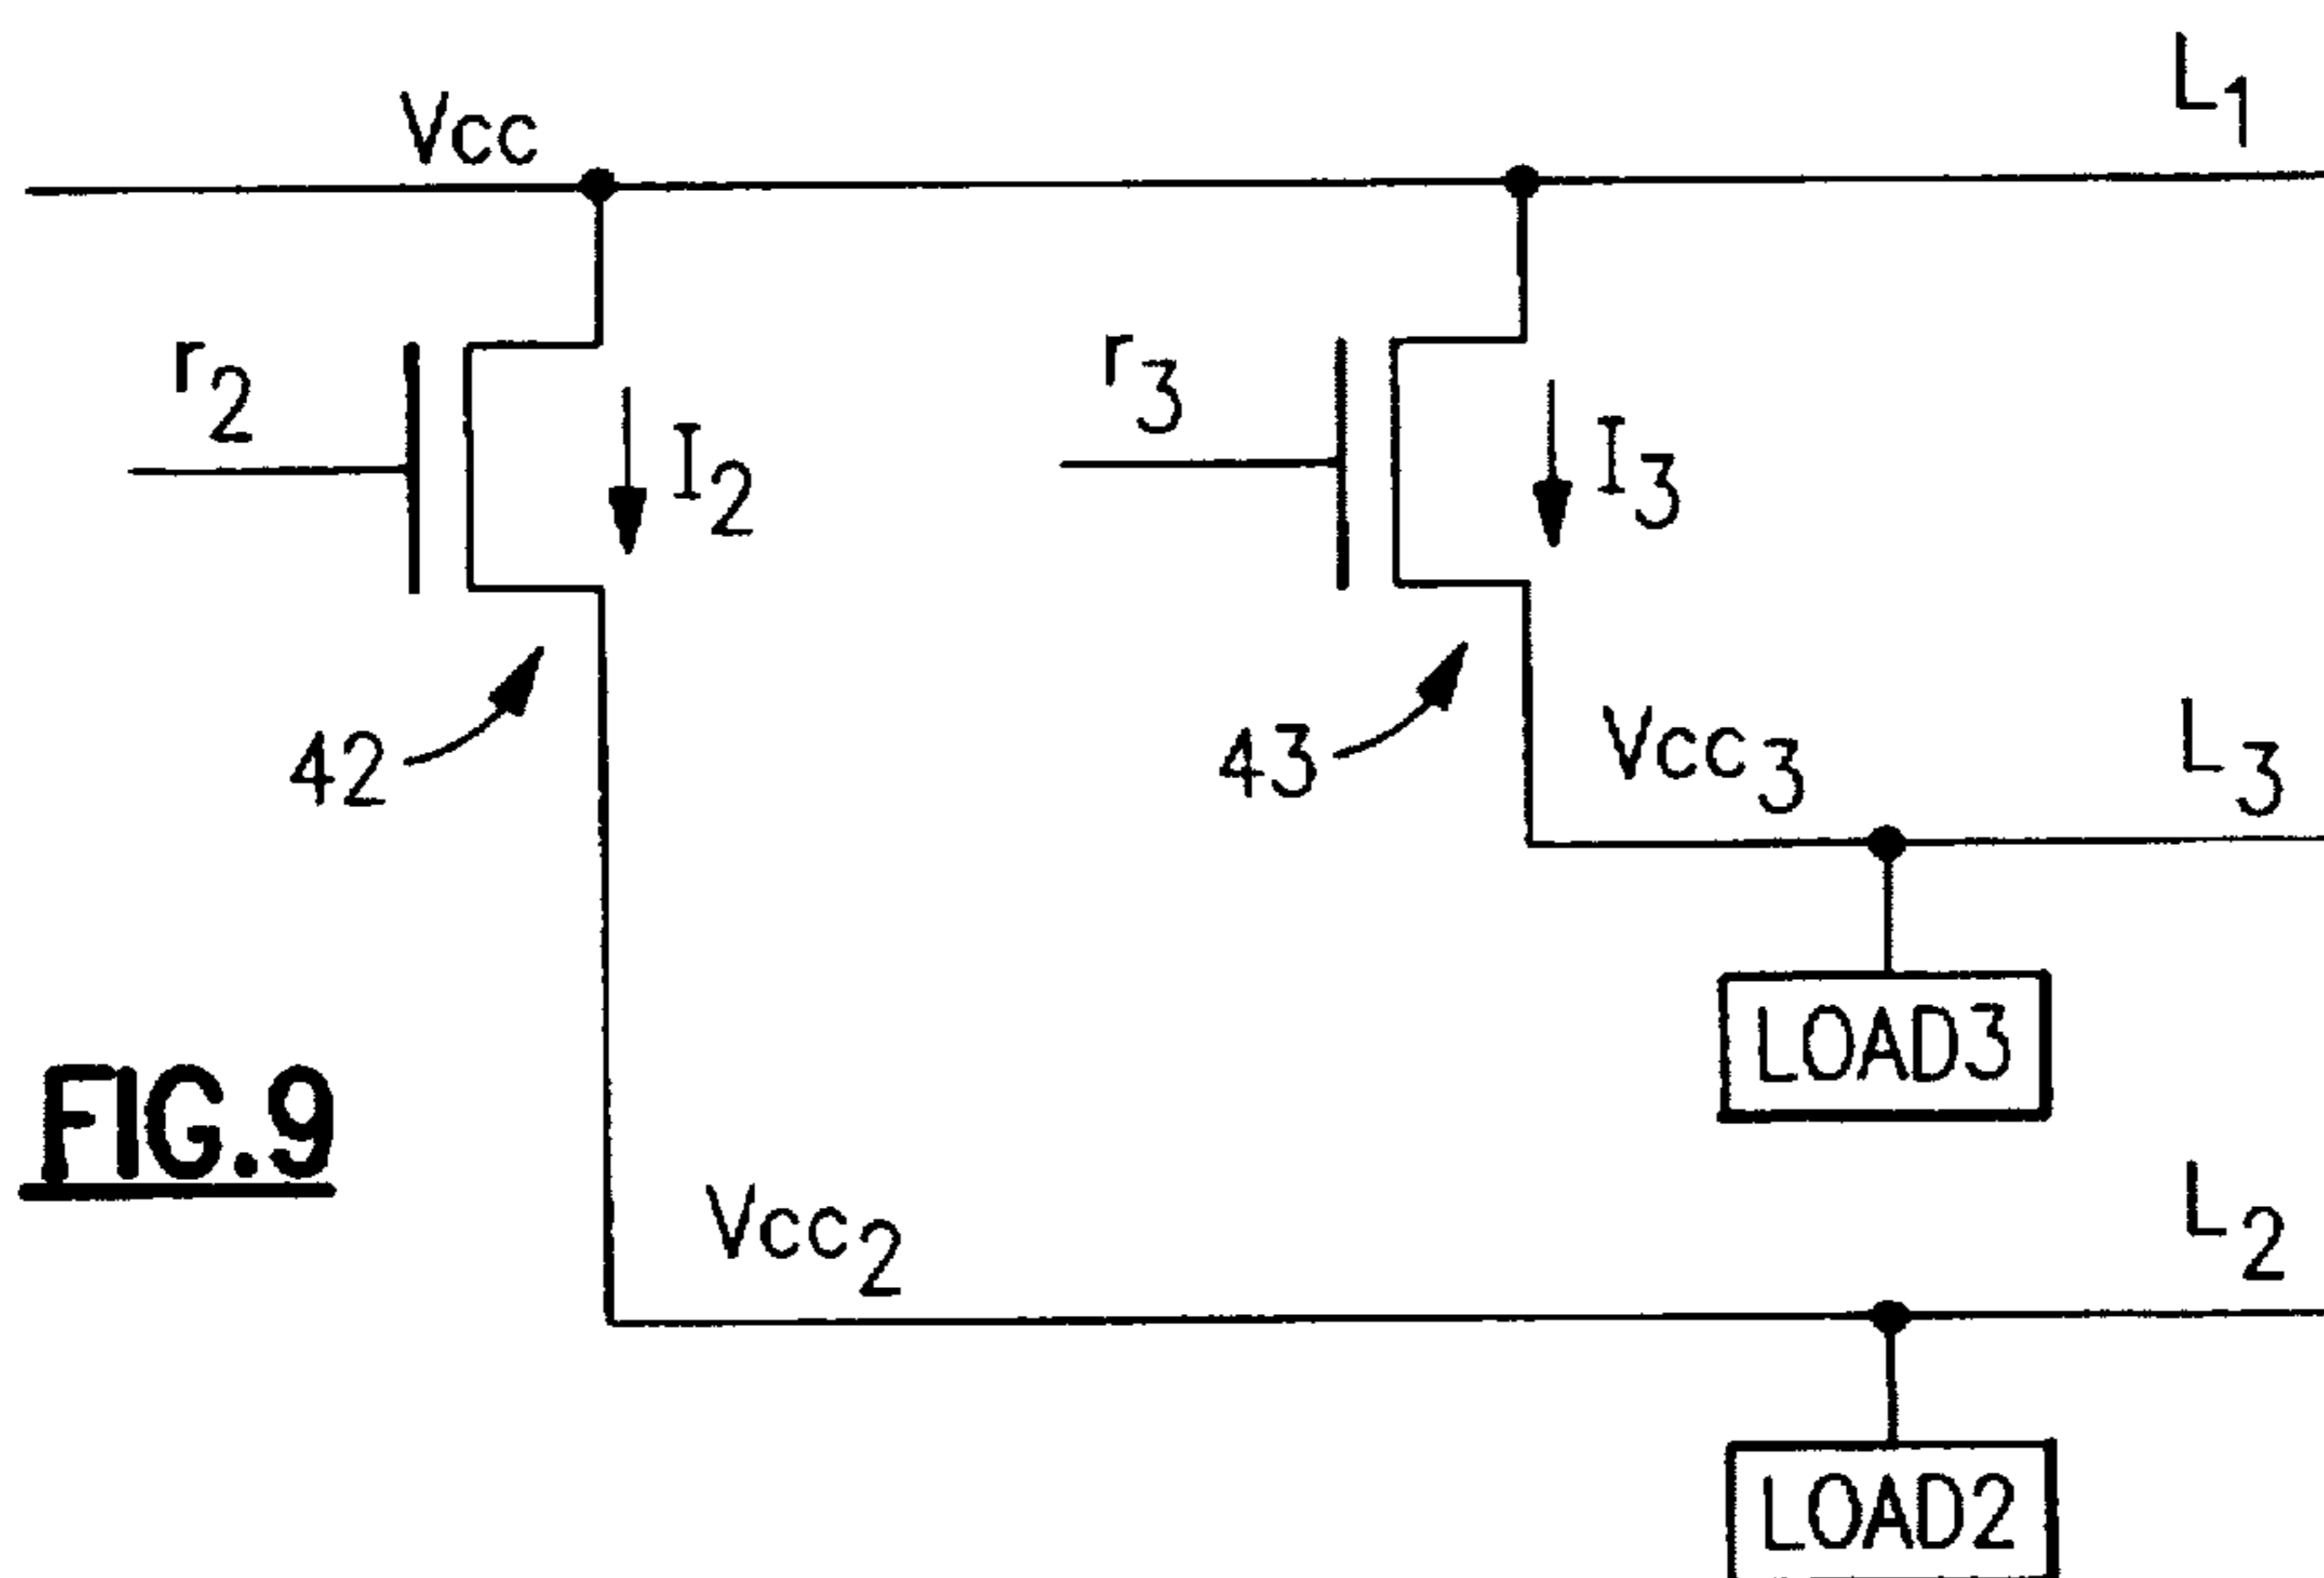 L1
Vcc
r2
I2
r3
I3
42
43
Vcc3
L3
LOAD3
FIG.9
Vcc2
L2
LOAD2